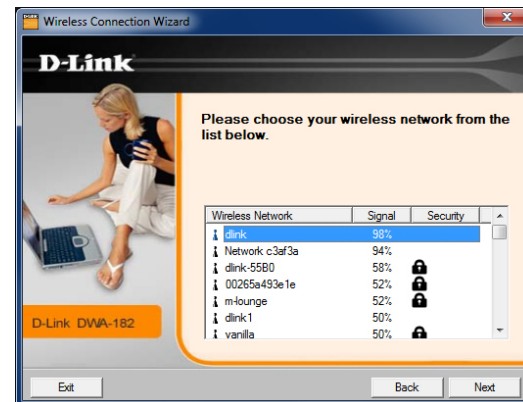 Wireless Connection Wizard
D-Link
Please choose your wireless network from the
list below.
Wireless Network Signal Security
dlink 98%
Network c3af3a 94%
dlink-55B0 58%
00265a493e1e 52%
m-lounge 52%
dlink1 50%
vanilla 50%
D-Link DWA-182
Exit Back Next